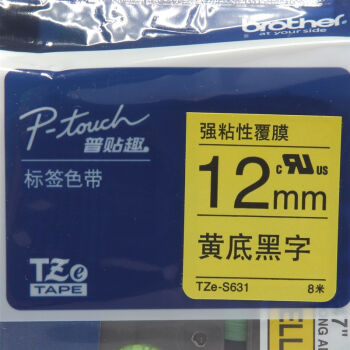 brother
at your side
P-touch
普贴趣
标签色带
TZe
TAPE
强粘性覆膜
12mm
c UR US
黄底黑字
TZe-S631
8米